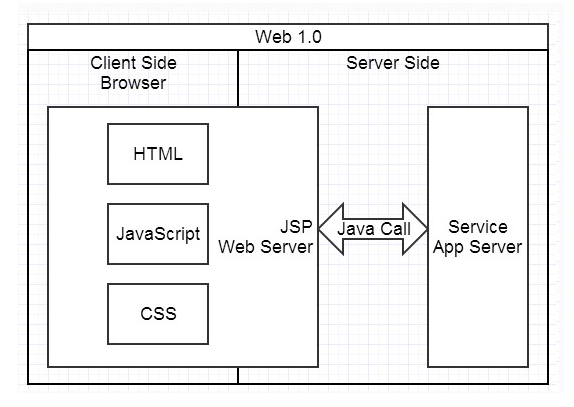 Web 1.0
Client Side
Browser
Server Side
HTML
JavaScript
CSS
JSP
Web Server
Java Call
Service
App Server